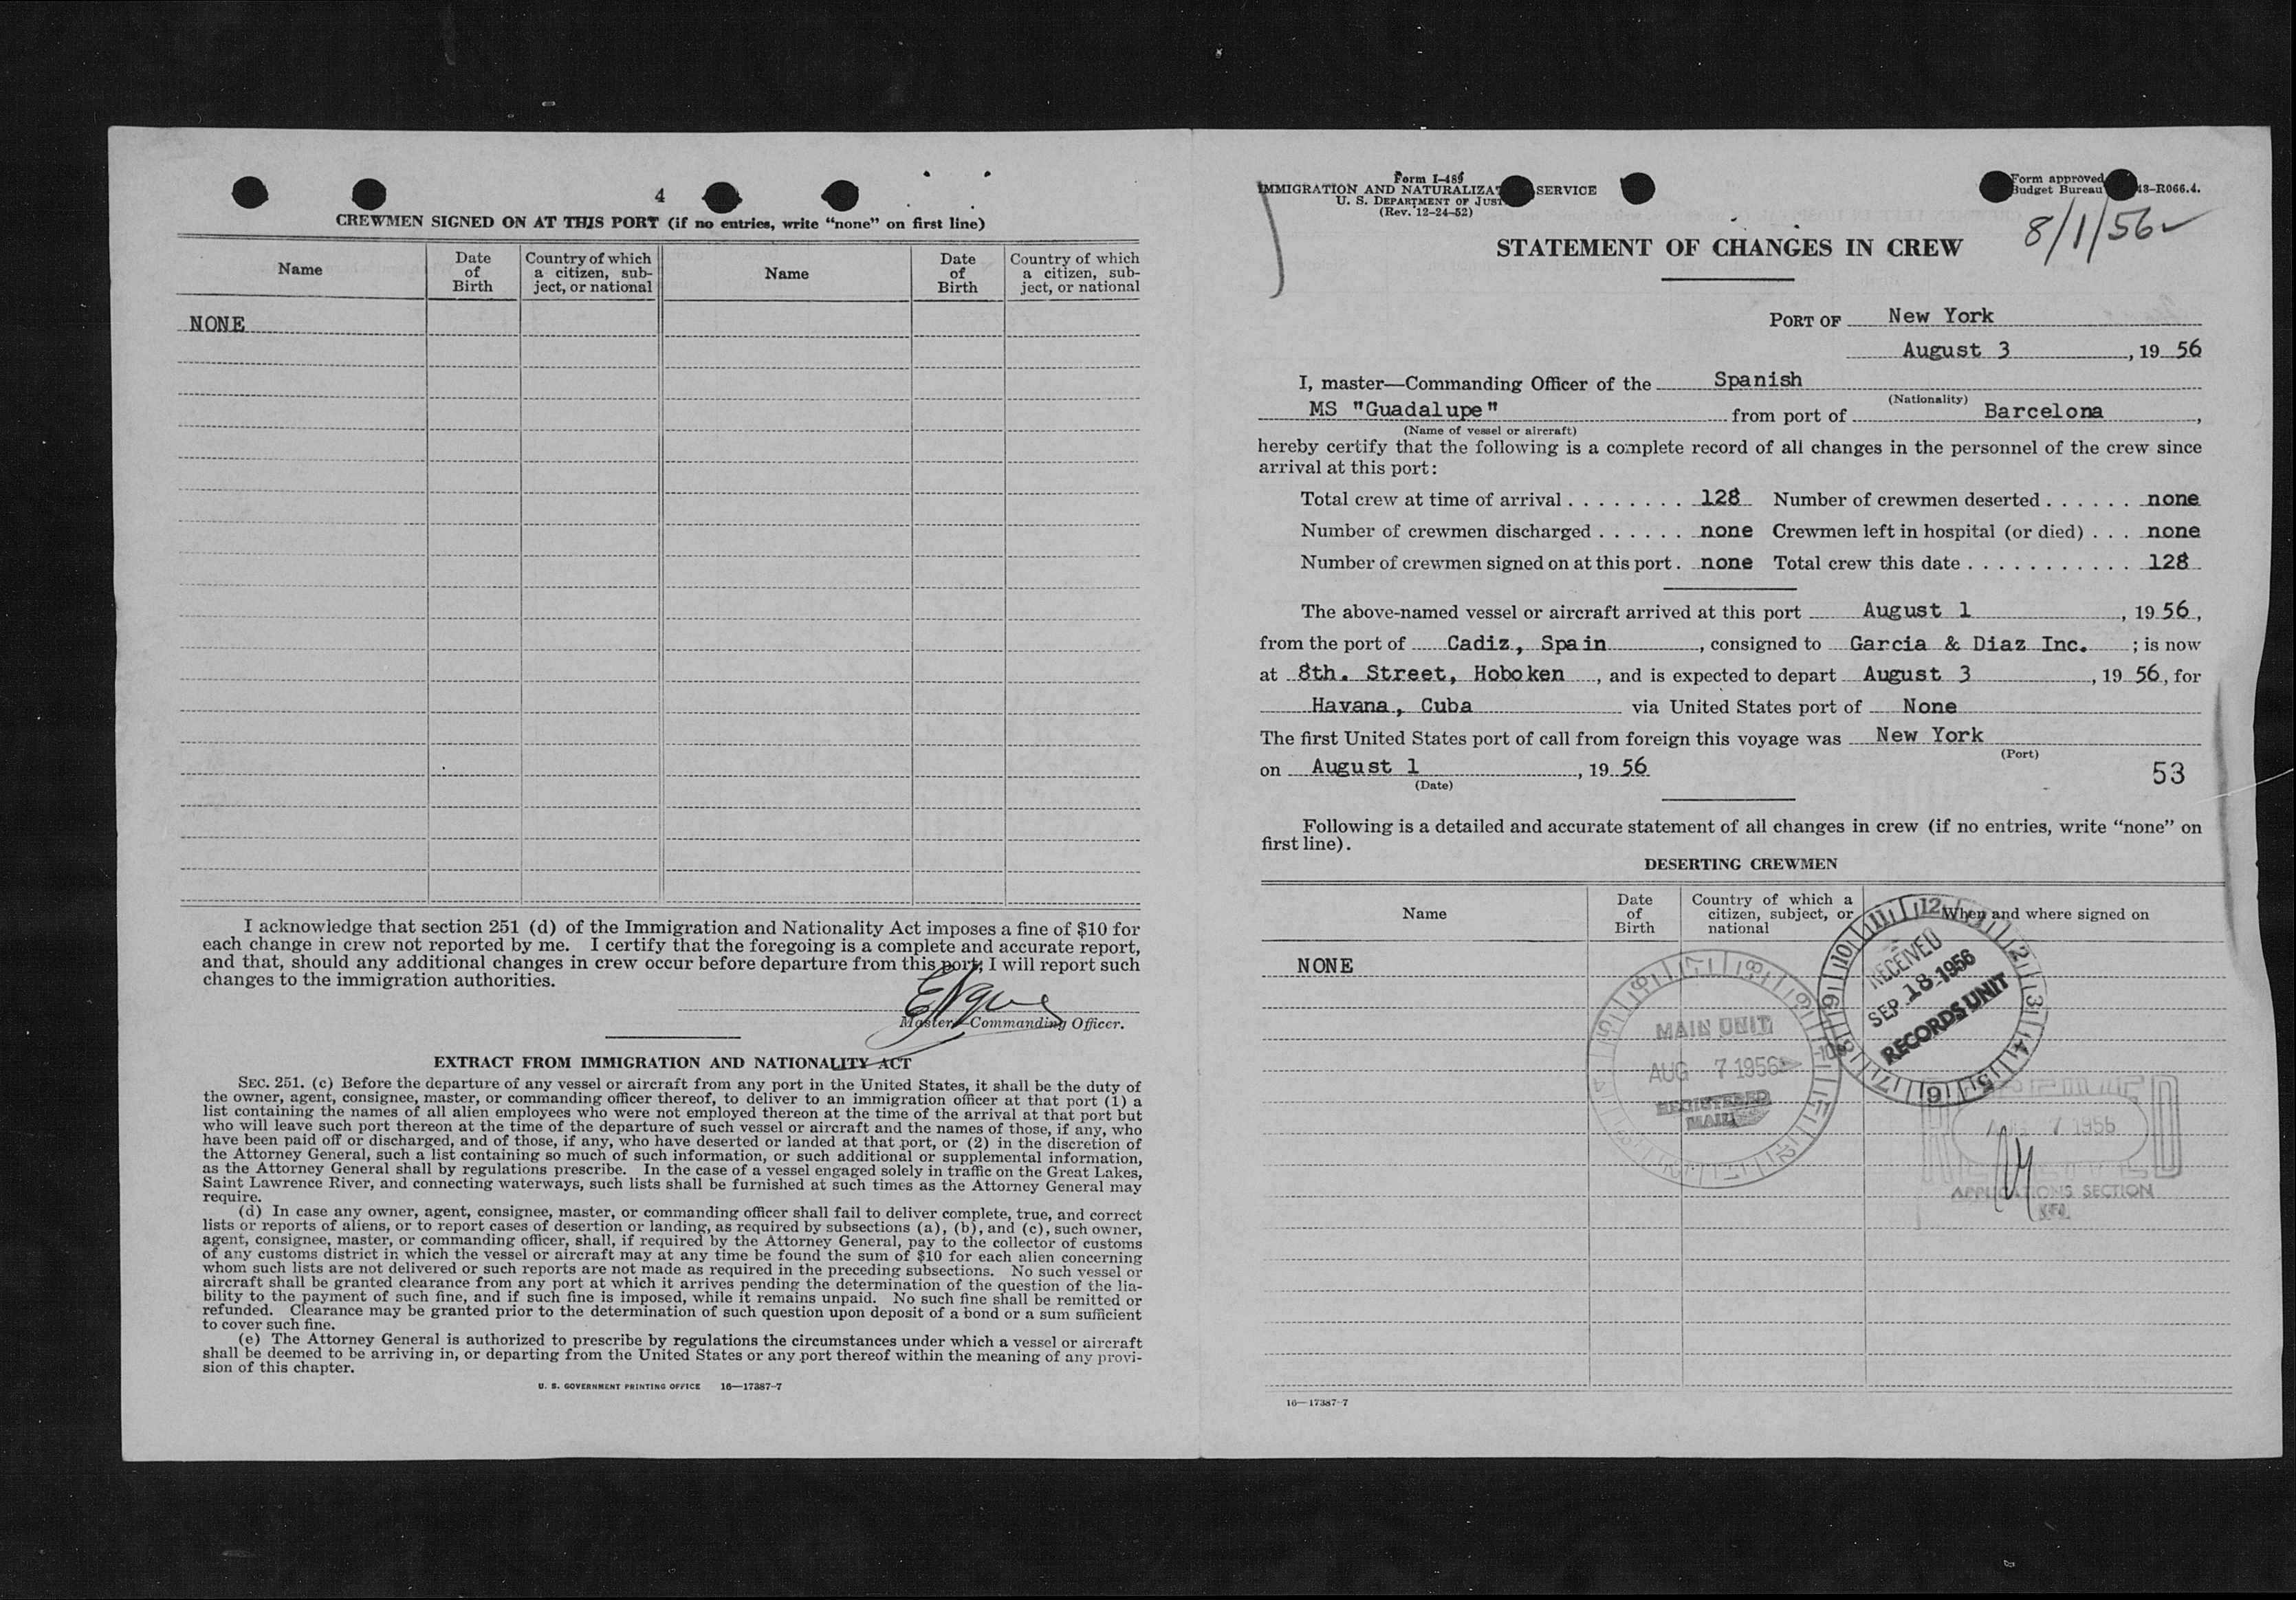 4
CREWMEN SIGNED ON AT THIS PORT (if no entries, write “none” on first line)
Name
Date of Birth
Country of which a citizen, sub-ject, or national
Name
Date of Birth
Country of which a citizen, sub-ject, or national
NONE
I acknowledge that section 251 (d) of the Immigration and Nationality Act imposes a fine of $10 for
each change in crew not reported by me. I certify that the foregoing is a complete and accurate report,
and that, should any additional changes in crew occur before departure from this port, I will report such
changes to the immigration authorities.
Master—Commanding Officer.
EXTRACT FROM IMMIGRATION AND NATIONALITY ACT
SEC. 251. (c) Before the departure of any vessel or aircraft from any port in the United States, it shall be the duty of
the owner, agent, consignee, master, or commanding officer thereof, to deliver to an immigration officer at that port (1) a
list containing the names of all alien employees who were not employed thereon at the time of the arrival at that port but
who will leave such port thereon at the time of the departure of such vessel or aircraft and the names of those, if any, who
have been paid off or discharged, and of those, if any, who have deserted or landed at that port, or (2) in the discretion of
the Attorney General, such a list containing so much of such information, or such additional or supplemental information,
as the Attorney General shall by regulations prescribe. In the case of a vessel engaged solely in traffic on the Great Lakes,
Saint Lawrence River, and connecting waterways, such lists shall be furnished at such times as the Attorney General may
require.
(d) In case any owner, agent, consignee, master, or commanding officer shall fail to deliver complete, true, and correct
lists or reports of aliens, or to report cases of desertion or landing, as required by subsections (a), (b), and (c), such owner,
agent, consignee, master, or commanding officer, shall, if required by the Attorney General, pay to the collector of customs
of any customs district in which the vessel or aircraft may at any time be found the sum of $10 for each alien concerning
whom such lists are not delivered or such reports are not made as required in the preceding subsections. No such vessel or
aircraft shall be granted clearance from any port at which it arrives pending the determination of the question of the lia-
bility to the payment of such fine, and if such fine is imposed, while it remains unpaid. No such fine shall be remitted or
refunded. Clearance may be granted prior to the determination of such question upon deposit of a bond or a sum sufficient
to cover such fine.
(e) The Attorney General is authorized to prescribe by regulations the circumstances under which a vessel or aircraft
shall be deemed to be arriving in, or departing from the United States or any port thereof within the meaning of any provi-
sion of this chapter.
U. S. GOVERNMENT PRINTING OFFICE 16—17387-7
Form I-489
IMMIGRATION AND NATURALIZAT SERVICE
U. S. DEPARTMENT OF JUST
(Rev. 12-24-52)
Form approved
Budget Bureau 43-R066.4.
8/1/56
STATEMENT OF CHANGES IN CREW
PORT OF New York
August 3, 19 56
I, master—Commanding Officer of the Spanish
(Nationality)
MS "Guadalupe" from port of Barcelona,
(Name of vessel or aircraft)
hereby certify that the following is a complete record of all changes in the personnel of the crew since
arrival at this port:
Total crew at time of arrival . . . . . . . . 128 Number of crewmen deserted . . . . . . none
Number of crewmen discharged . . . . . . none Crewmen left in hospital (or died) . . . none
Number of crewmen signed on at this port . none Total crew this date . . . . . . . . . . . 128
The above-named vessel or aircraft arrived at this port August 1, 19 56,
from the port of Cadiz, Spain, consigned to Garcia & Diaz Inc. ; is now
at 8th. Street, Hoboken, and is expected to depart August 3, 19 56, for
Havana, Cuba via United States port of None
The first United States port of call from foreign this voyage was New York
(Port)
on August 1, 19 56
(Date)
53
Following is a detailed and accurate statement of all changes in crew (if no entries, write “none” on
first line).
DESERTING CREWMEN
Name
Date of Birth
Country of which a citizen, subject, or national
When and where signed on
NONE
RECEIVED
SEP 18 1956
RECORDS UNIT
MAIN UNIT
AUG 7 1956
REGISTERED
MAIL
7 1956
APPLICATIONS SECTION
16—17387-7